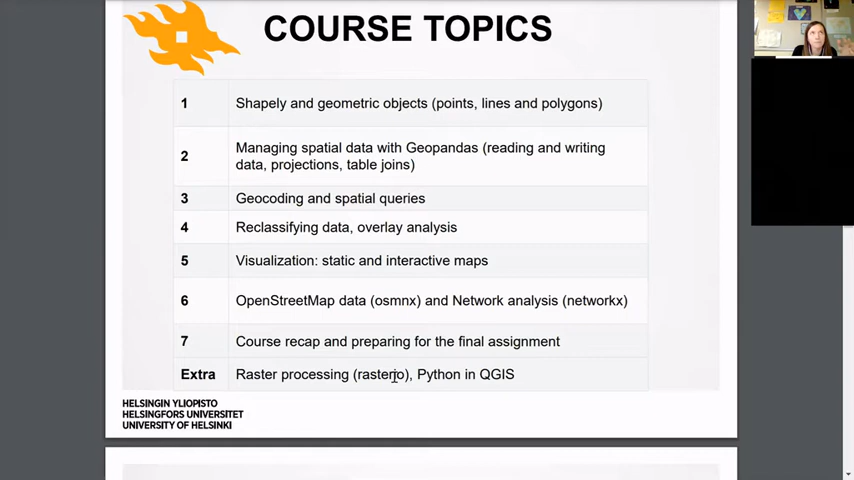 COURSE TOPICS
1
Shapely and geometric objects (points, lines and polygons)
2
Managing spatial data with Geopandas (reading and writing
data, projections, table joins)
3
Geocoding and spatial queries
4
Reclassifying data, overlay analysis
5
Visualization: static and interactive maps
6
OpenStreetMap data (osmnx) and Network analysis (networkx)
7
Course recap and preparing for the final assignment
Extra
Raster processing (rasterio), Python in QGIS
HELSINGIN YLIOPISTO
HELSINGFORS UNIVERSITET
UNIVERSITY OF HELSINKI